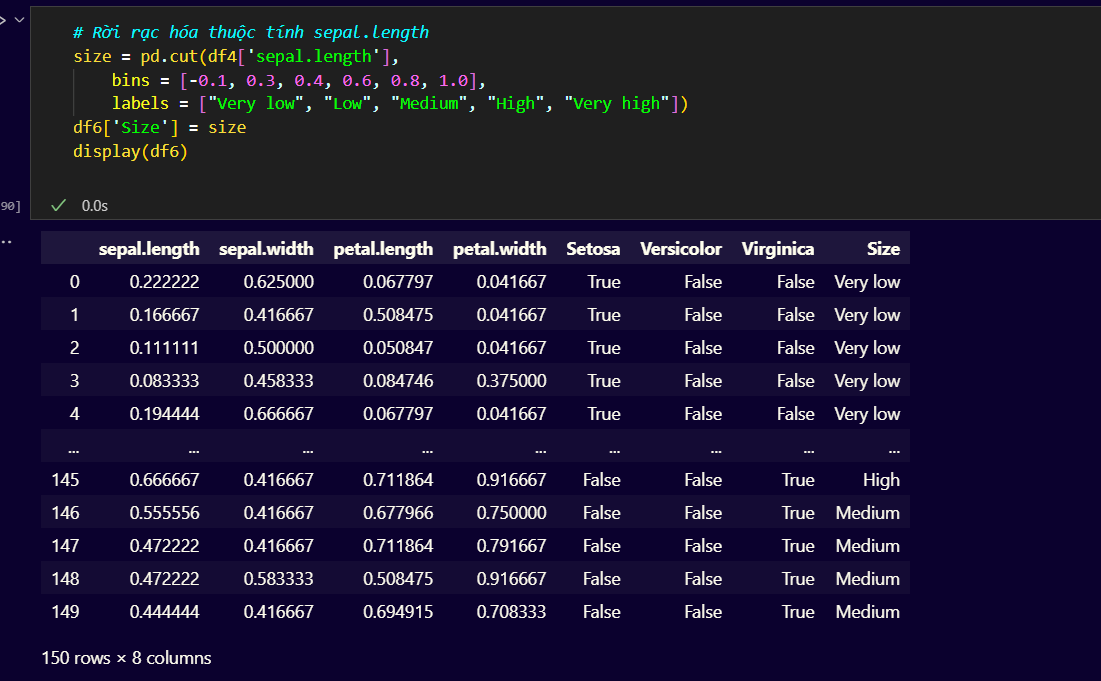 # Rời rạc hóa thuộc tính sepal.length
size = pd.cut(df4['sepal.length'],
bins = [-0.1, 0.3, 0.4, 0.6, 0.8, 1.0],
labels = ["Very low", "Low", "Medium", "High", "Very high"])
df6['Size'] = size
display(df6)
90] 0.0s
sepal.length sepal.width petal.length petal.width Setosa Versicolor Virginica Size
0 0.222222 0.625000 0.067797 0.041667 True False False Very low
1 0.166667 0.416667 0.508475 0.041667 True False False Very low
2 0.111111 0.500000 0.050847 0.041667 True False False Very low
3 0.083333 0.458333 0.084746 0.375000 True False False Very low
4 0.194444 0.666667 0.067797 0.041667 True False False Very low
... ... ... ... ... ... ... ... ...
145 0.666667 0.416667 0.711864 0.916667 False False True High
146 0.555556 0.416667 0.677966 0.750000 False False True Medium
147 0.472222 0.416667 0.711864 0.791667 False False True Medium
148 0.472222 0.583333 0.508475 0.916667 False False True Medium
149 0.444444 0.416667 0.694915 0.708333 False False True Medium
150 rows × 8 columns